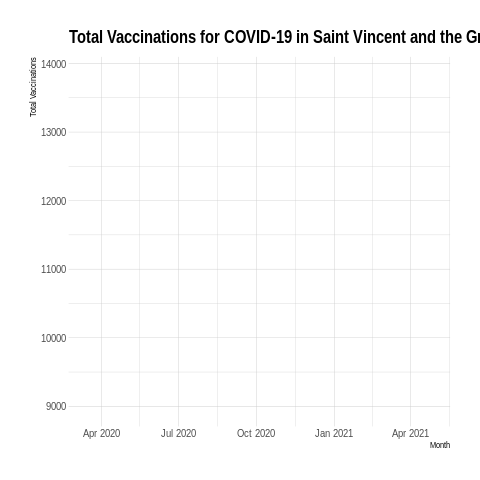 Total Vaccinations for COVID-19 in Saint Vincent and the Gr
Total Vaccinations
14000
13000
12000
11000
10000
9000
Apr 2020 Jul 2020 Oct 2020 Jan 2021 Apr 2021
Month